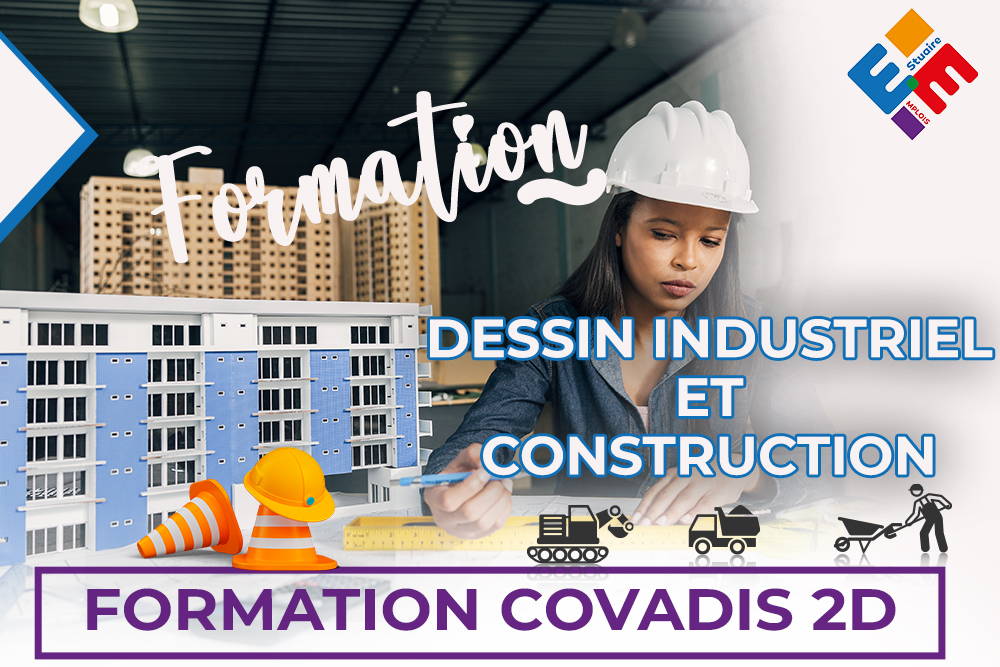 Stuaire
MPLOIS
Formation
DESSIN INDUSTRIEL
ET
CONSTRUCTION
FORMATION COVADIS 2D